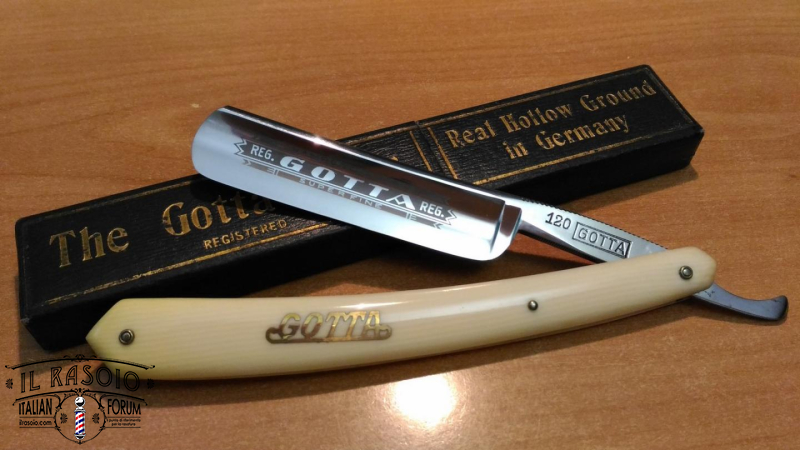 Real Hollow Ground
in Germany
The Gotta
REGISTERED
REG. GOTTA REG.
SUPERFINE
120 GOTTA
GOTTA
IL RASOIO
ITALIAN FORUM
ilrasoio.com